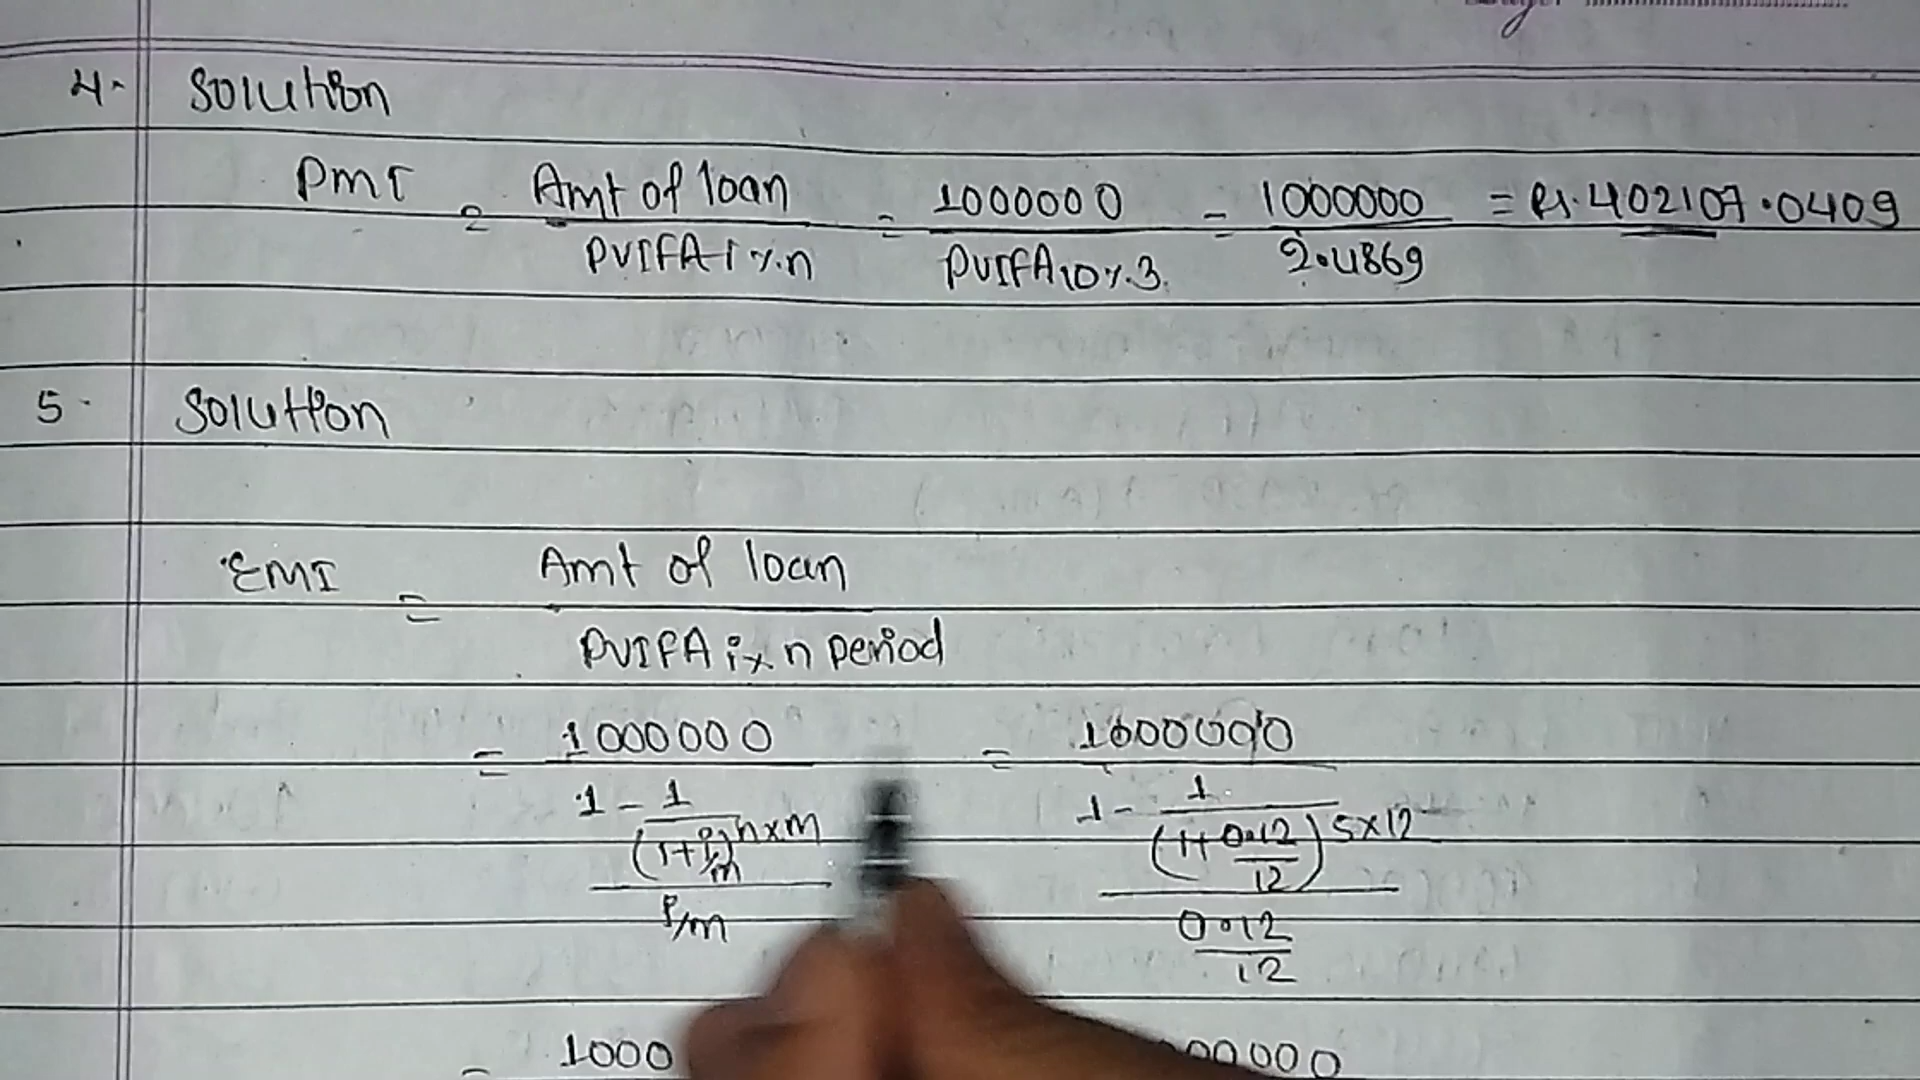 4. Solution
PMT = Amt of loan / PVIFA i%.n = 1000000 / PVIFA10%.3. = 1000000 / 2.4869 = Rs.402107.0409
5. Solution
EMI = Amt of loan / PVIFA i% n period
= 1000000 / ((1 - 1/(1+i/m)n×m) / i/m) = 1000000 / ((1 - 1/(1+0.12/12)5×12) / 0.12/12)
= 1000 00000